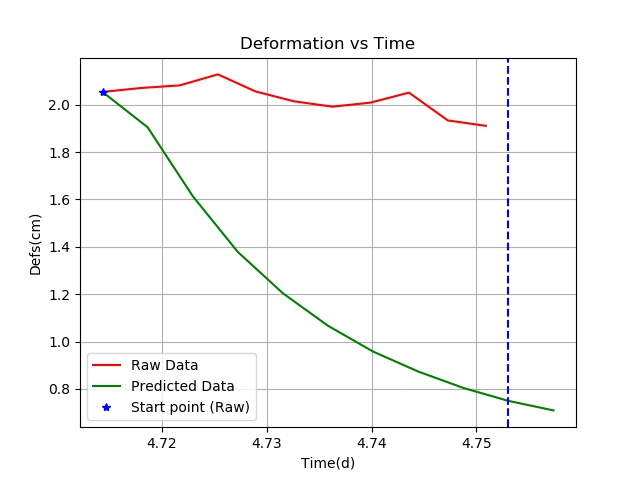 Deformation vs Time
Defs(cm)
2.0
1.8
1.6
1.4
1.2
1.0
0.8
Raw Data
Predicted Data
Start point (Raw)
4.72 4.73 4.74 4.75
Time(d)